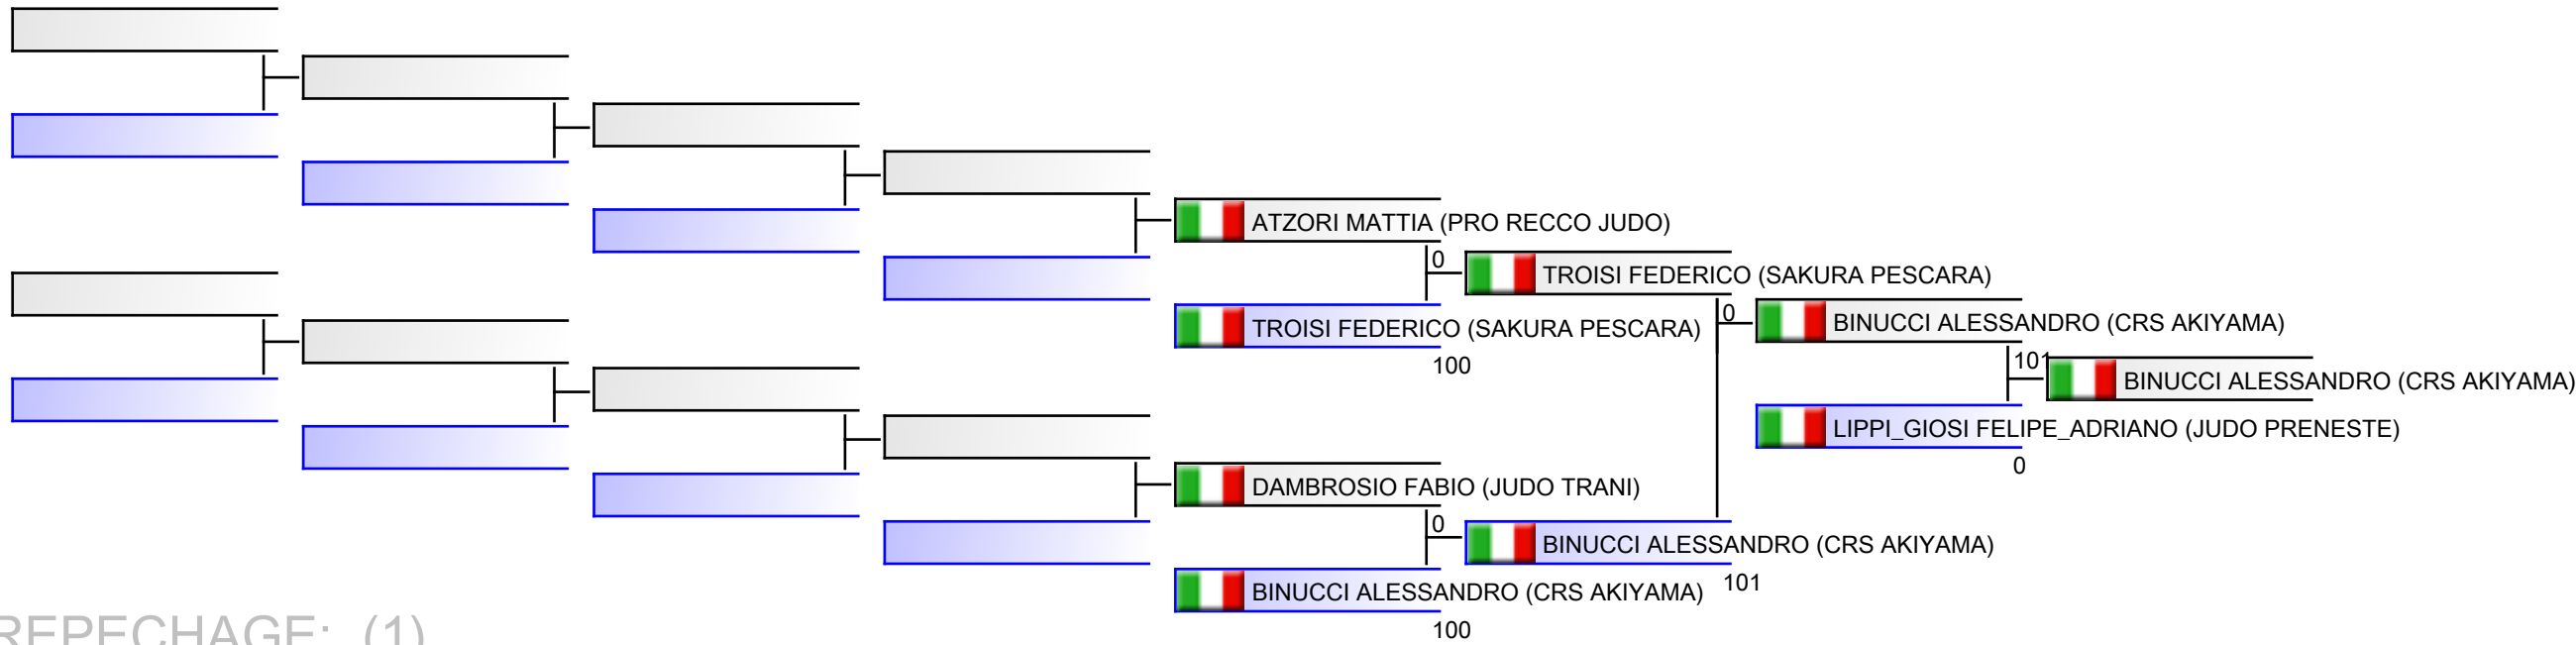 ATZORI MATTIA (PRO RECCO JUDO)
0
TROISI FEDERICO (SAKURA PESCARA)
TROISI FEDERICO (SAKURA PESCARA)
100
0
BINUCCI ALESSANDRO (CRS AKIYAMA)
101
BINUCCI ALESSANDRO (CRS AKIYAMA)
LIPPI_GIOSI FELIPE_ADRIANO (JUDO PRENESTE)
0
DAMBROSIO FABIO (JUDO TRANI)
0
BINUCCI ALESSANDRO (CRS AKIYAMA)
101
BINUCCI ALESSANDRO (CRS AKIYAMA)
100
REPECHAGE: (1)